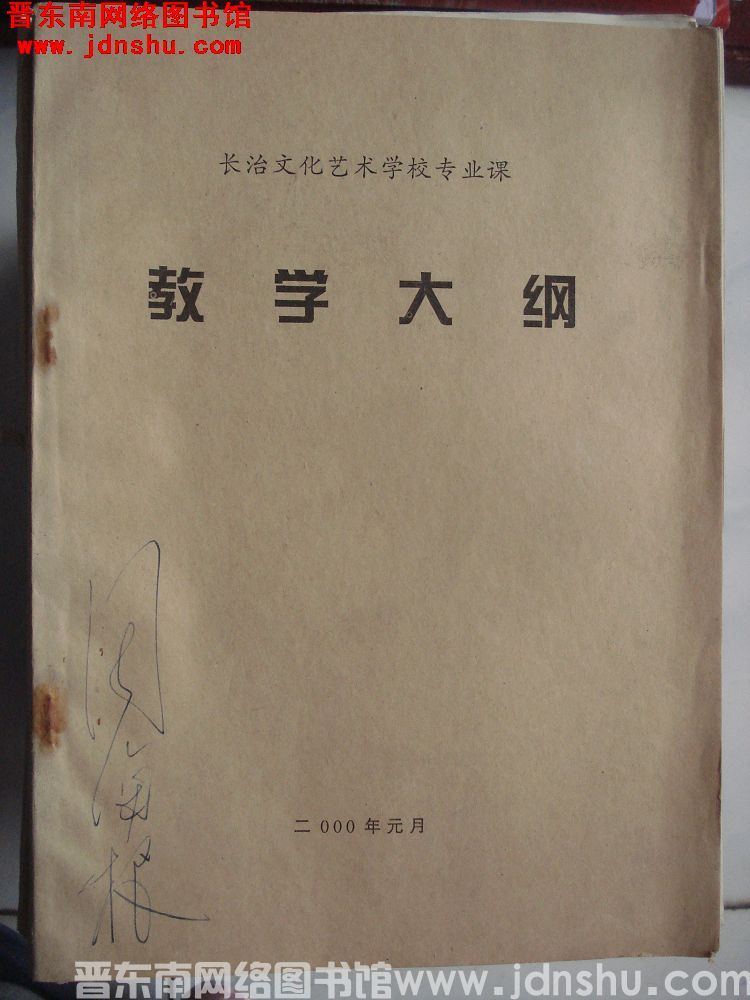 晋东南网络图书馆
www.jdnshu.com
长治文化艺术学校专业课
教学大纲
二000年元月
晋东南网络图书馆www.jdnshu.com